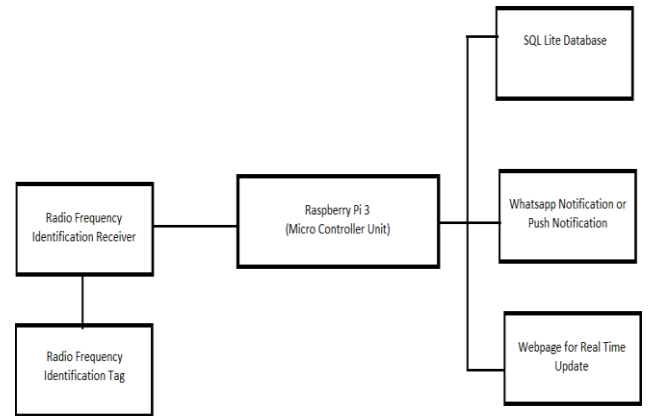 SQL Lite Database
Radio Frequency
Identification Receiver
Raspberry Pi 3
(Micro Controller Unit)
Whatsapp Notification or
Push Notification
Radio Frequency
Identification Tag
Webpage for Real Time
Update